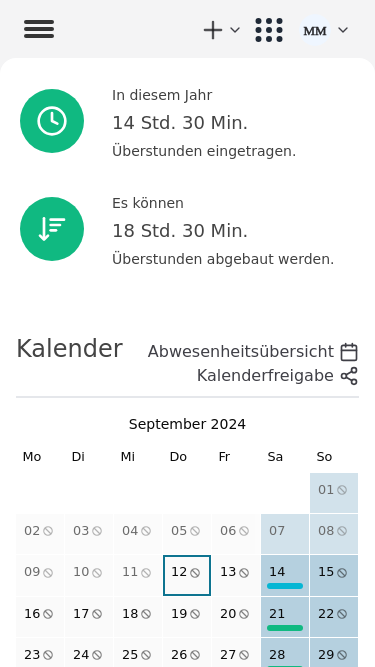 MM
In diesem Jahr
14 Std. 30 Min.
Überstunden eingetragen.
Es können
18 Std. 30 Min.
Überstunden abgebaut werden.
Kalender
Abwesenheitsübersicht
Kalenderfreigabe
September 2024
Mo Di Mi Do Fr Sa So
01
02 03 04 05 06 07 08
09 10 11 12 13 14 15
16 17 18 19 20 21 22
23 24 25 26 27 28 29